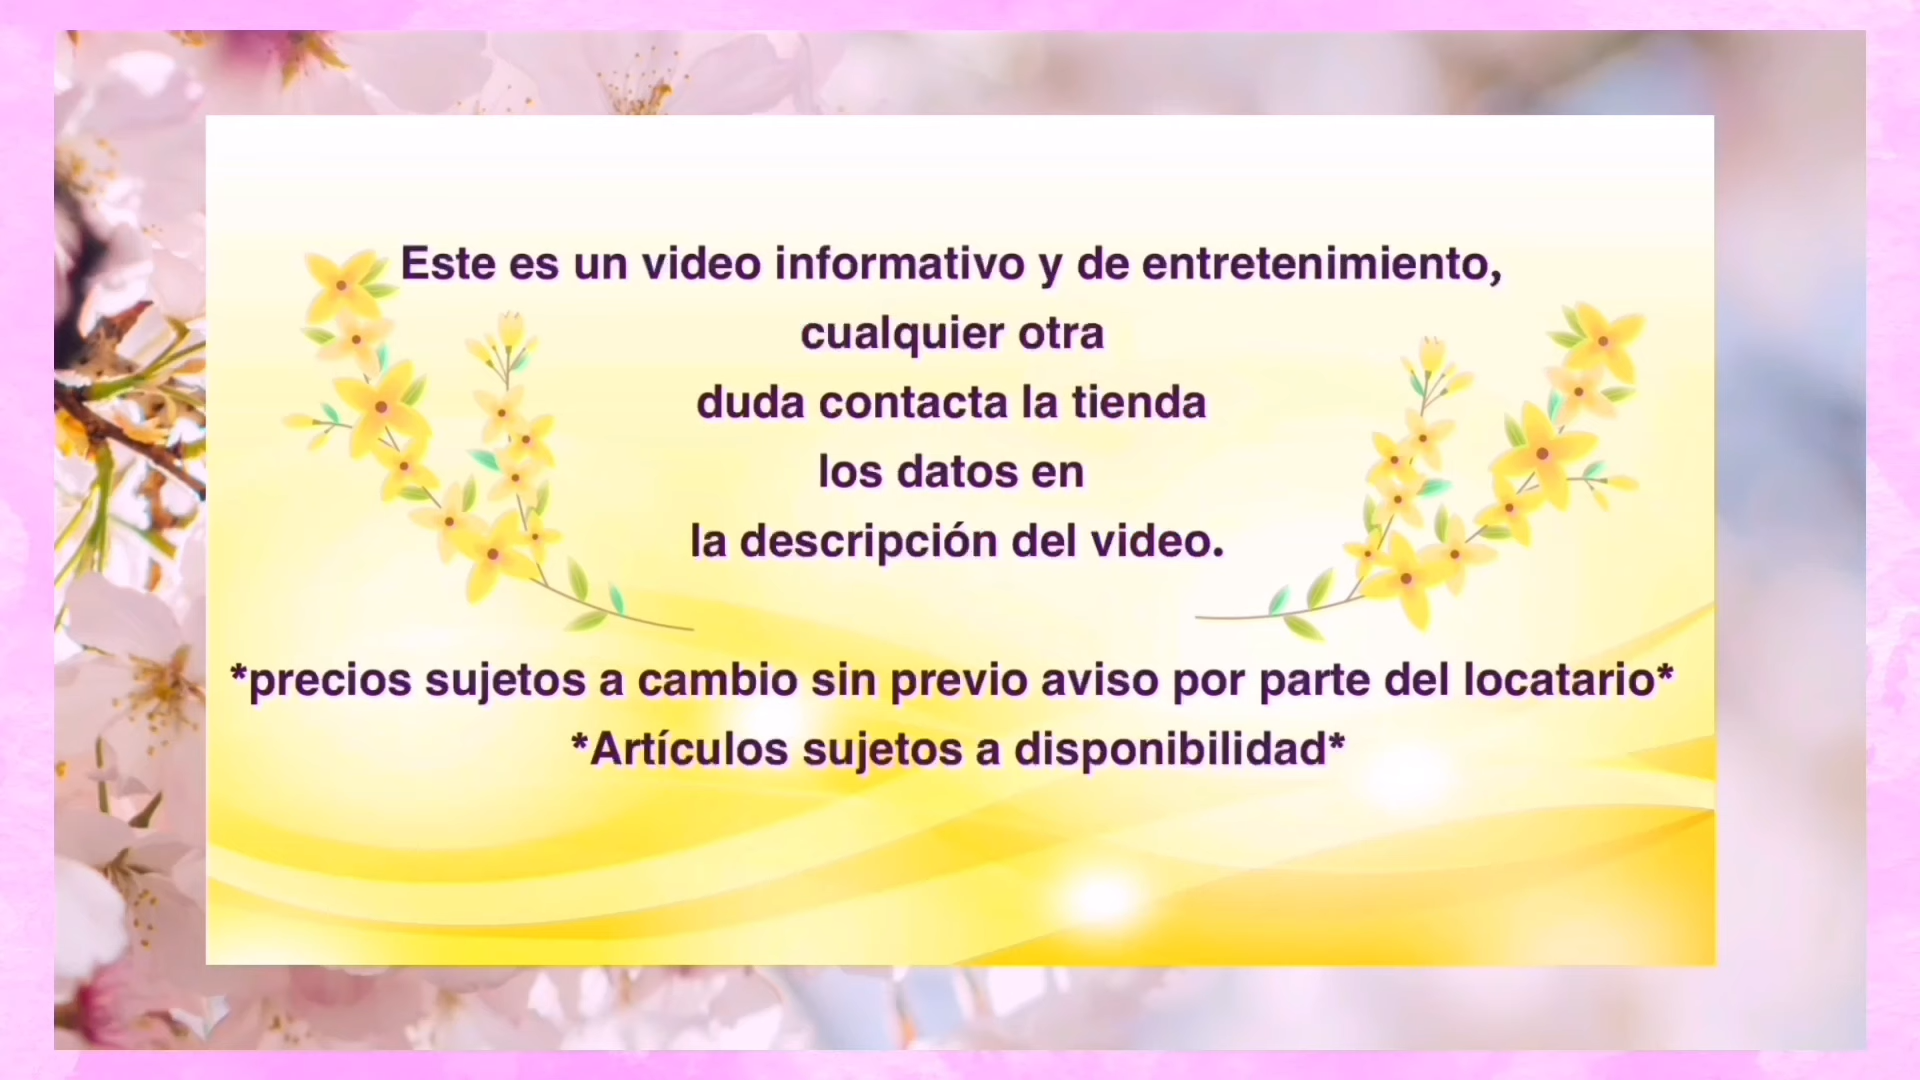 Este es un video informativo y de entretenimiento,
cualquier otra
duda contacta la tienda
los datos en
la descripción del video.
*precios sujetos a cambio sin previo aviso por parte del locatario*
*Artículos sujetos a disponibilidad*